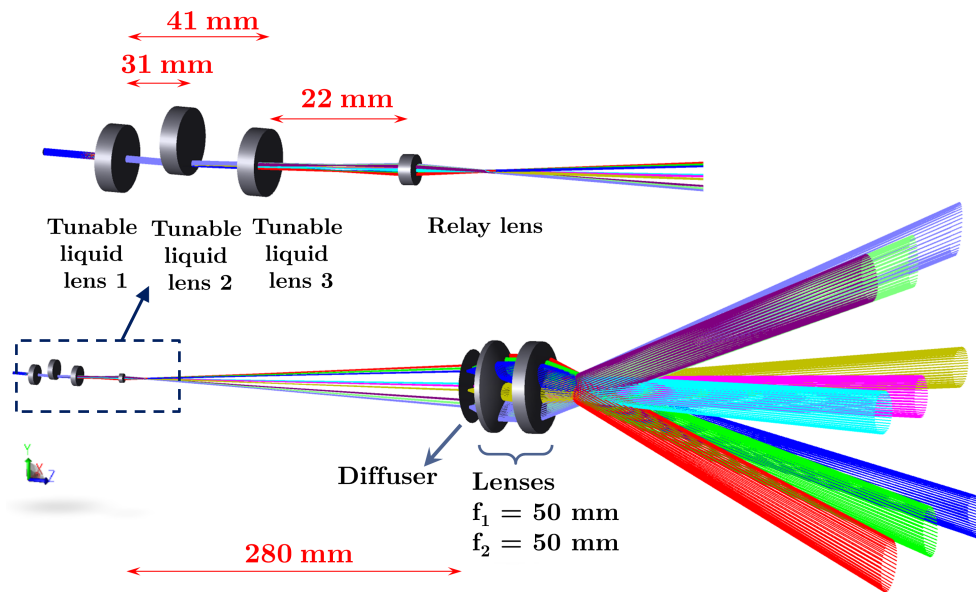 41 mm
31 mm
22 mm
Tunable
liquid
lens 1
Tunable
liquid
lens 2
Tunable
liquid
lens 3
Relay lens
Diffuser
Lenses
f₁ = 50 mm
f₂ = 50 mm
Y
X
Z
280 mm